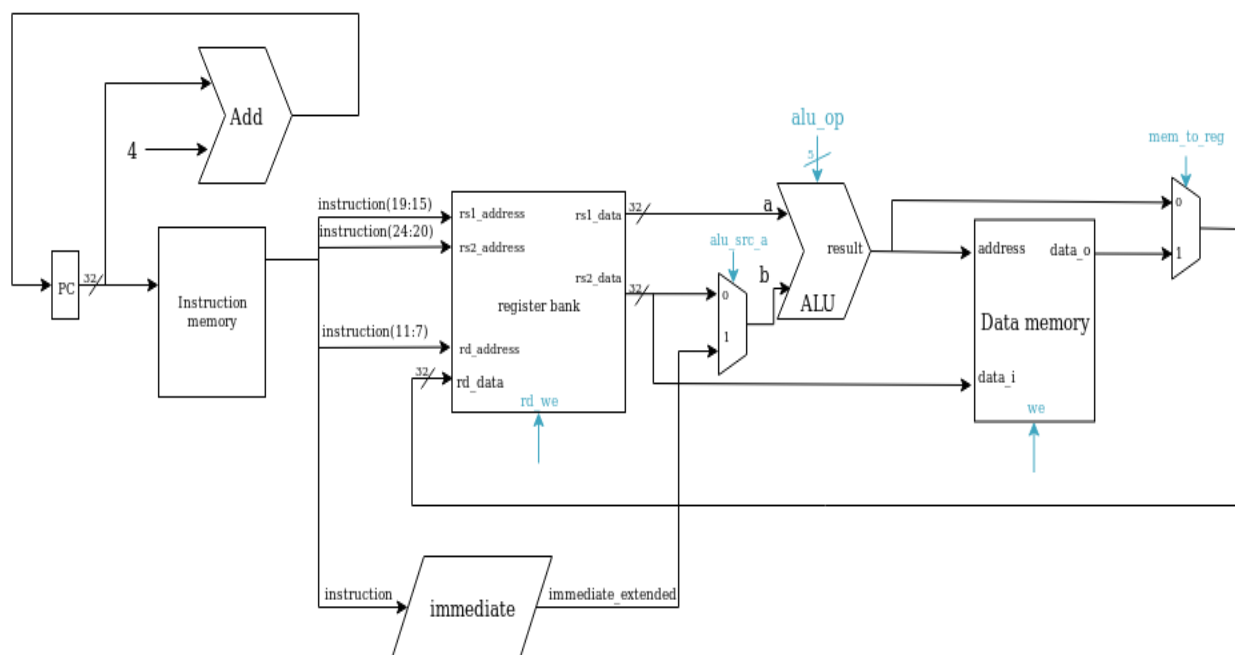 Add
4
alu_op
5
mem_to_reg
instruction(19:15)
rs1_address
rs1_data
32
a
0
instruction(24:20)
rs2_address
alu_src_a
result
address
data_o
1
PC
32
Instruction
memory
rs2_data
32
b
0
register bank
ALU
Data memory
1
instruction(11:7)
rd_address
32
rd_data
data_i
rd_we
we
instruction
immediate
immediate_extended